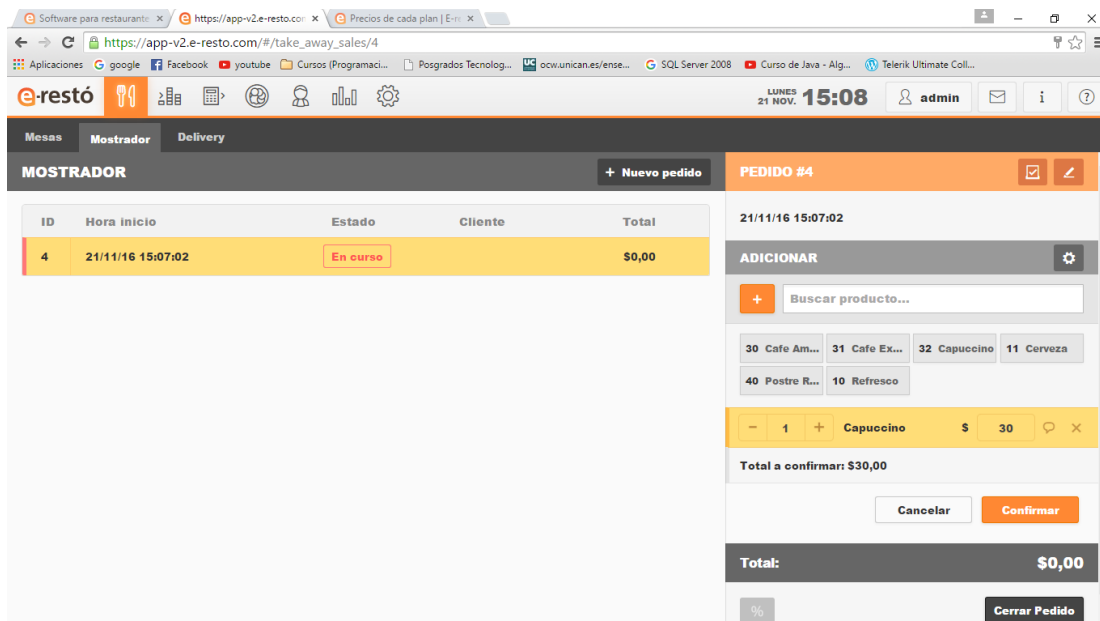 Software para restaurante
https://app-v2.e-resto.cor
Precios de cada plan | E-r
https://app-v2.e-resto.com/#/take_away_sales/4
Aplicaciones google Facebook youtube Cursos (Programaci... Posgrados Tecnolog... ocw.unican.es/ense... SQL Server 2008 Curso de Java - Alg... Telerik Ultimate Coll...
e-restó
LUNES
21 NOV. 15:08 admin i ?
Mesas Mostrador Delivery
MOSTRADOR + Nuevo pedido
ID Hora inicio Estado Cliente Total
4 21/11/16 15:07:02 En curso $0,00
PEDIDO #4
21/11/16 15:07:02
ADICIONAR
+ Buscar producto...
30 Cafe Am... 31 Cafe Ex... 32 Capuccino 11 Cerveza
40 Postre R... 10 Refresco
− 1 + Capuccino $ 30 ×
Total a confirmar: $30,00
Cancelar Confirmar
Total: $0,00
% Cerrar Pedido